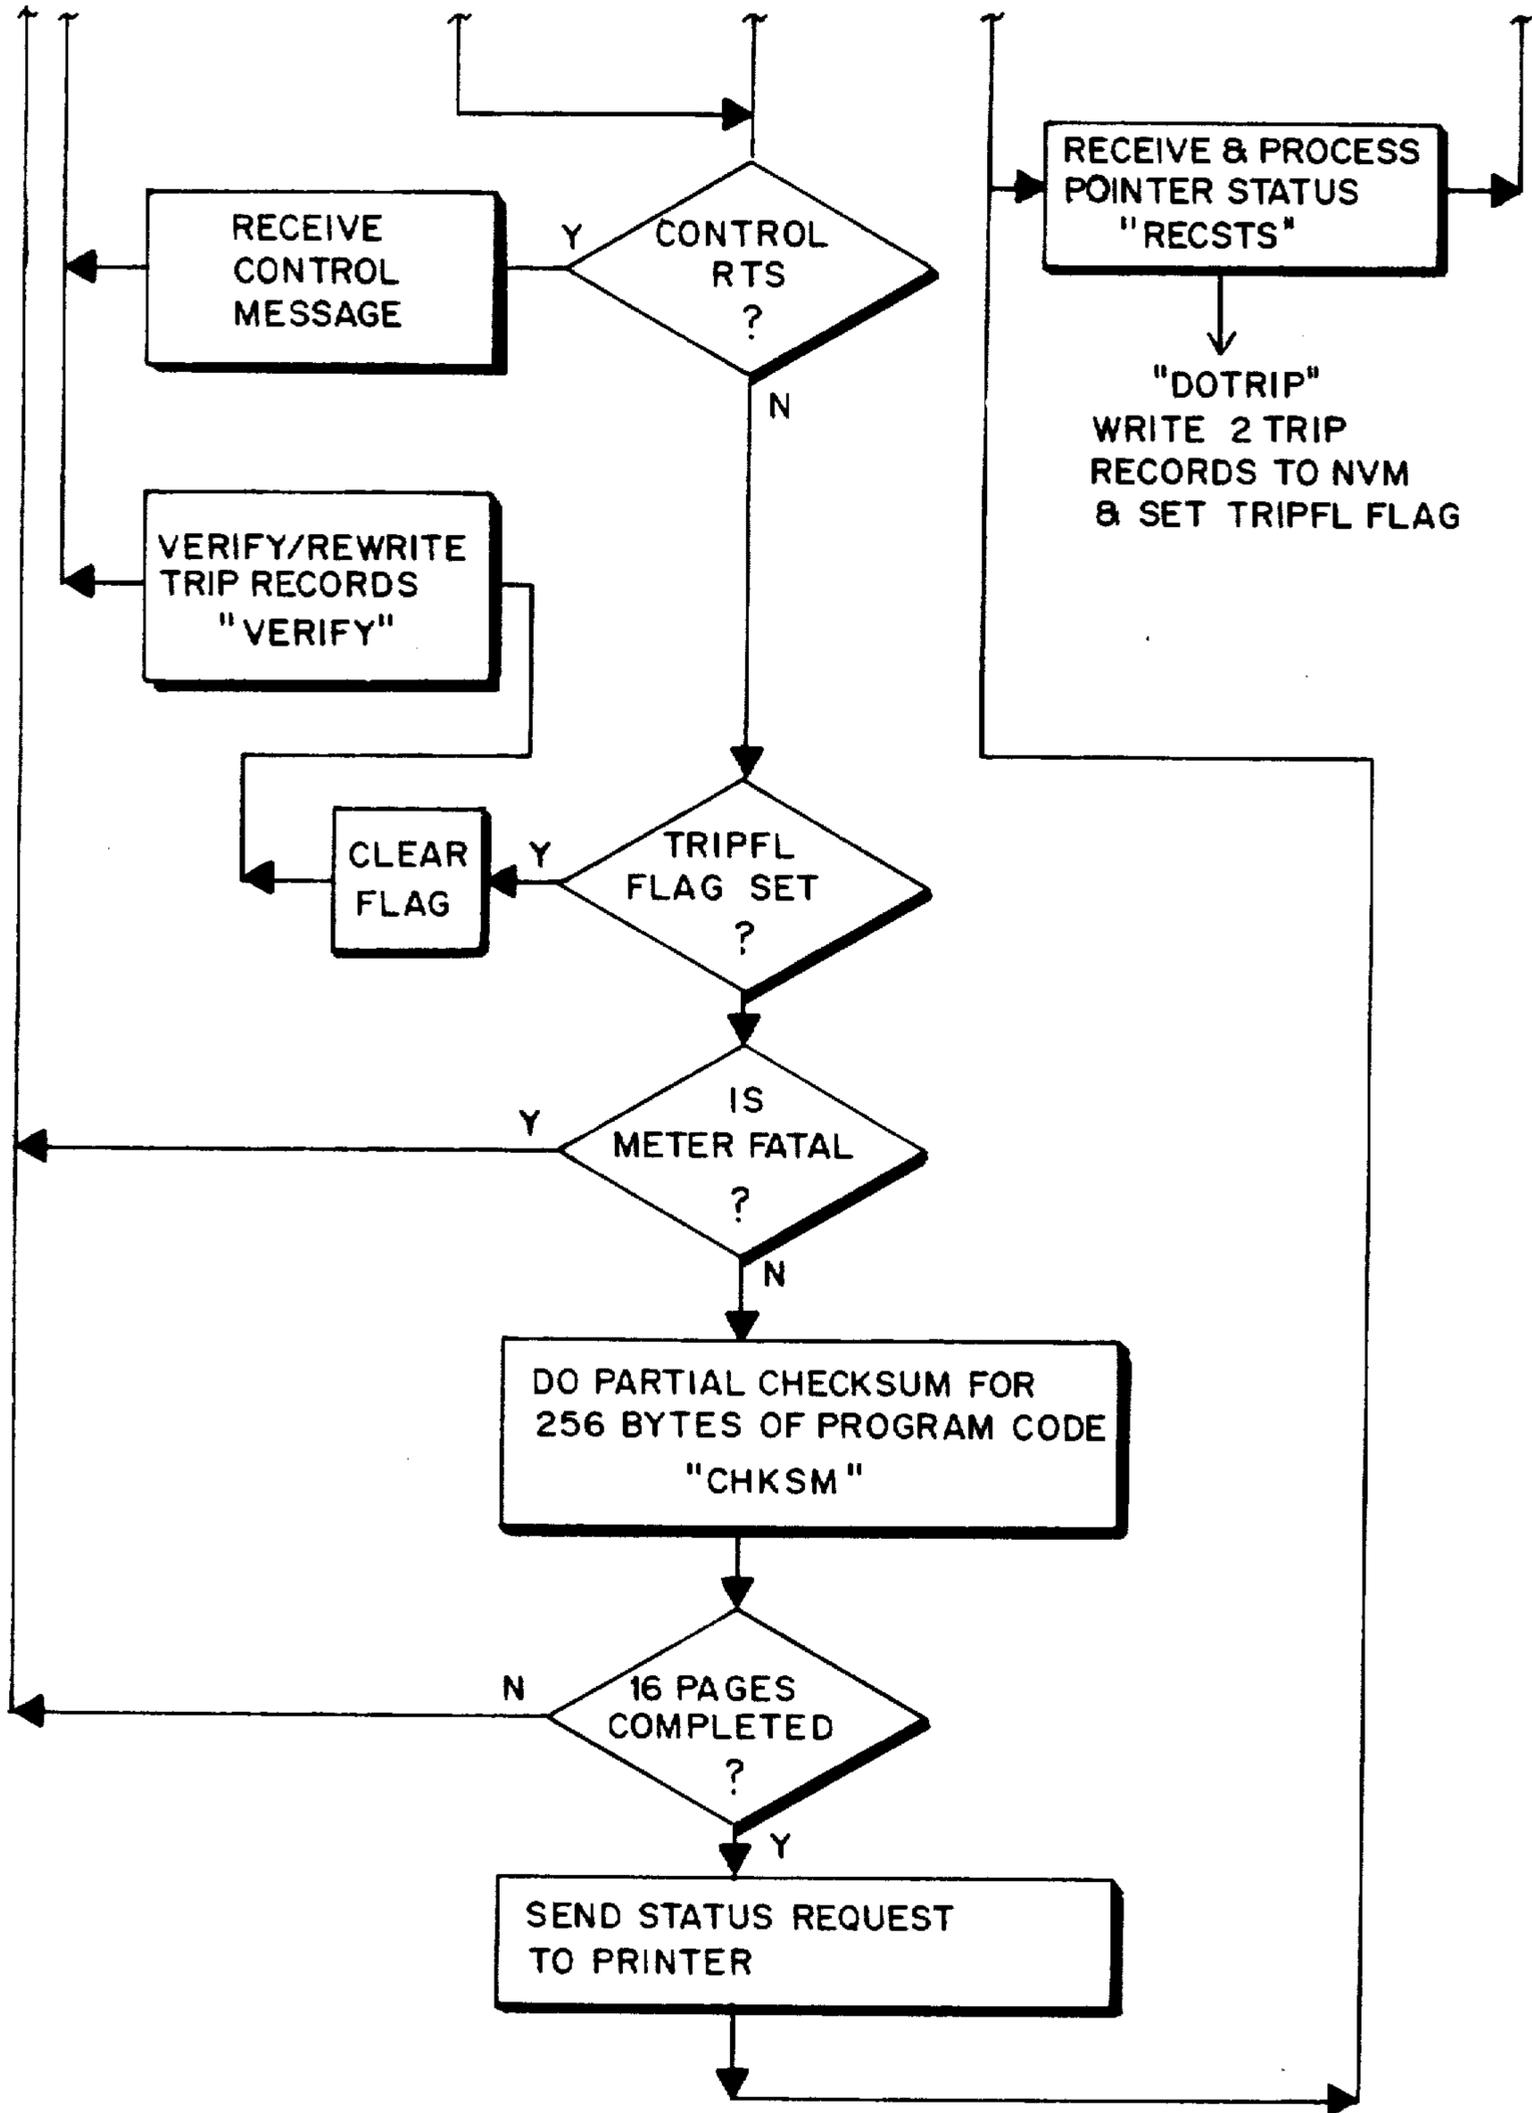 RECEIVE & PROCESS
POINTER STATUS
"RECSTS"
RECEIVE
CONTROL
MESSAGE
Y
CONTROL
RTS
?
N
"DOTRIP"
WRITE 2 TRIP
RECORDS TO NVM
& SET TRIPFL FLAG
VERIFY/REWRITE
TRIP RECORDS
"VERIFY"
CLEAR
FLAG
Y
TRIPFL
FLAG SET
?
Y
IS
METER FATAL
?
N
DO PARTIAL CHECKSUM FOR
256 BYTES OF PROGRAM CODE
"CHKSM"
N
16 PAGES
COMPLETED
?
Y
SEND STATUS REQUEST
TO PRINTER